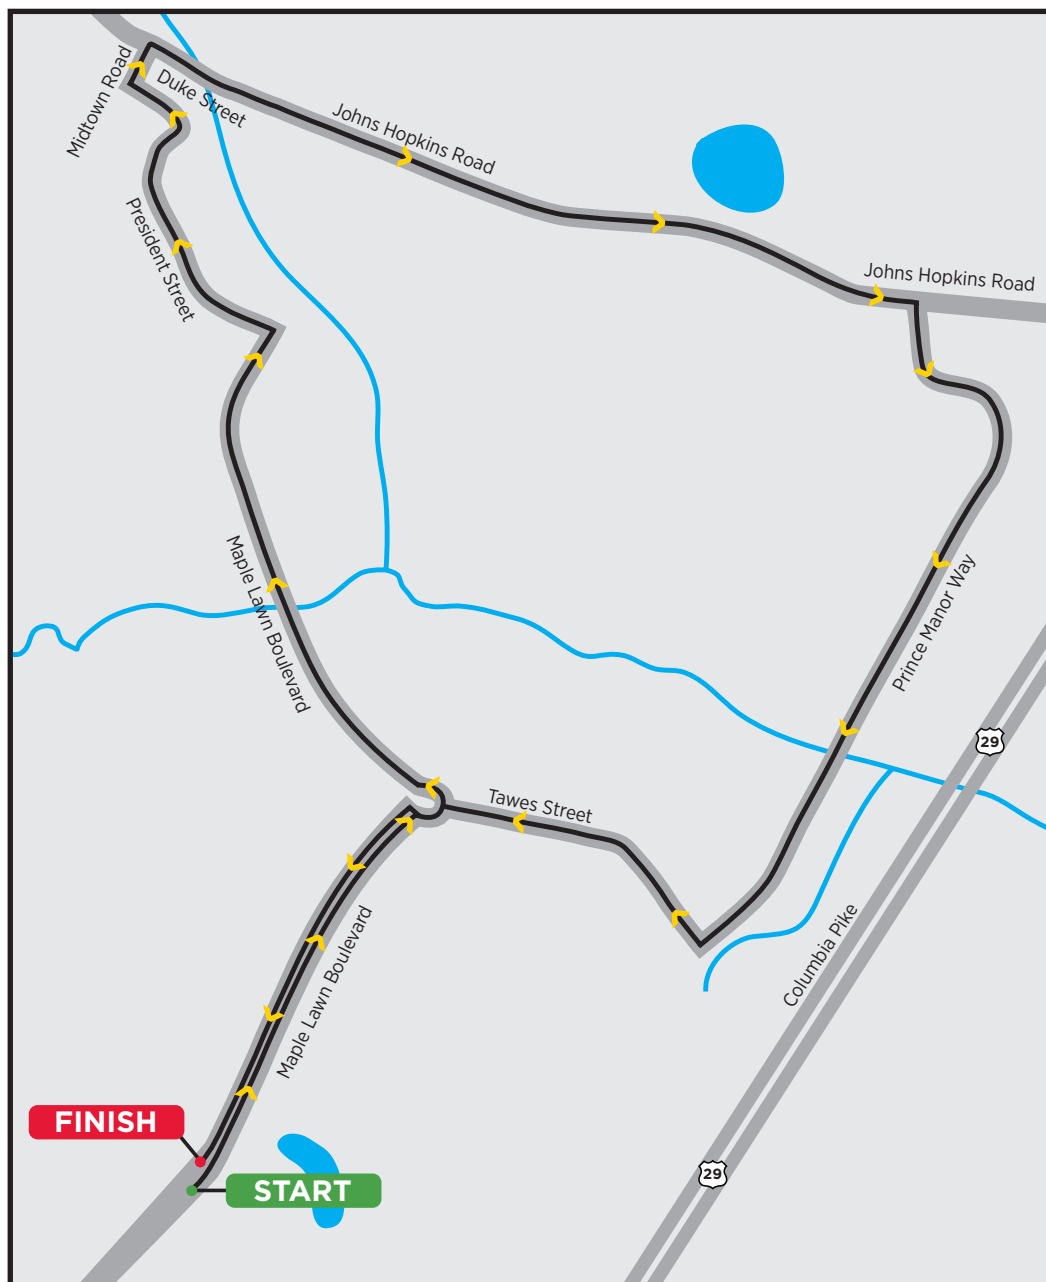 Midtown Road
Duke Street
Johns Hopkins Road
President Street
Johns Hopkins Road
Maple Lawn Boulevard
Prince Manor Way
29
Tawes Street
Maple Lawn Boulevard
Columbia Pike
FINISH
29
START